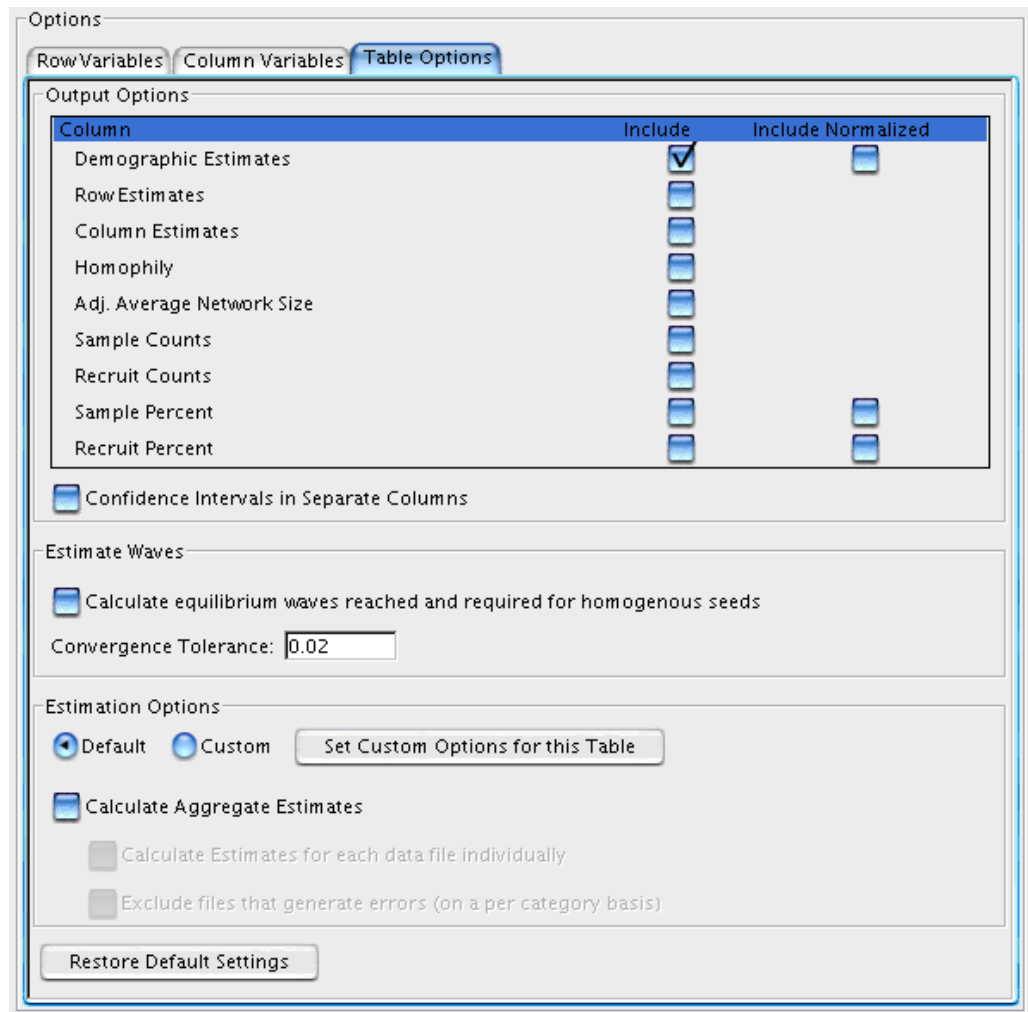 Options
Row Variables Column Variables Table Options
Output Options
Column Include Include Normalized
Demographic Estimates
Row Estimates
Column Estimates
Homophily
Adj. Average Network Size
Sample Counts
Recruit Counts
Sample Percent
Recruit Percent
Confidence Intervals in Separate Columns
Estimate Waves
Calculate equilibrium waves reached and required for homogenous seeds
Convergence Tolerance: 0.02
Estimation Options
Default Custom Set Custom Options for this Table
Calculate Aggregate Estimates
Calculate Estimates for each data file individually
Exclude files that generate errors (on a per category basis)
Restore Default Settings